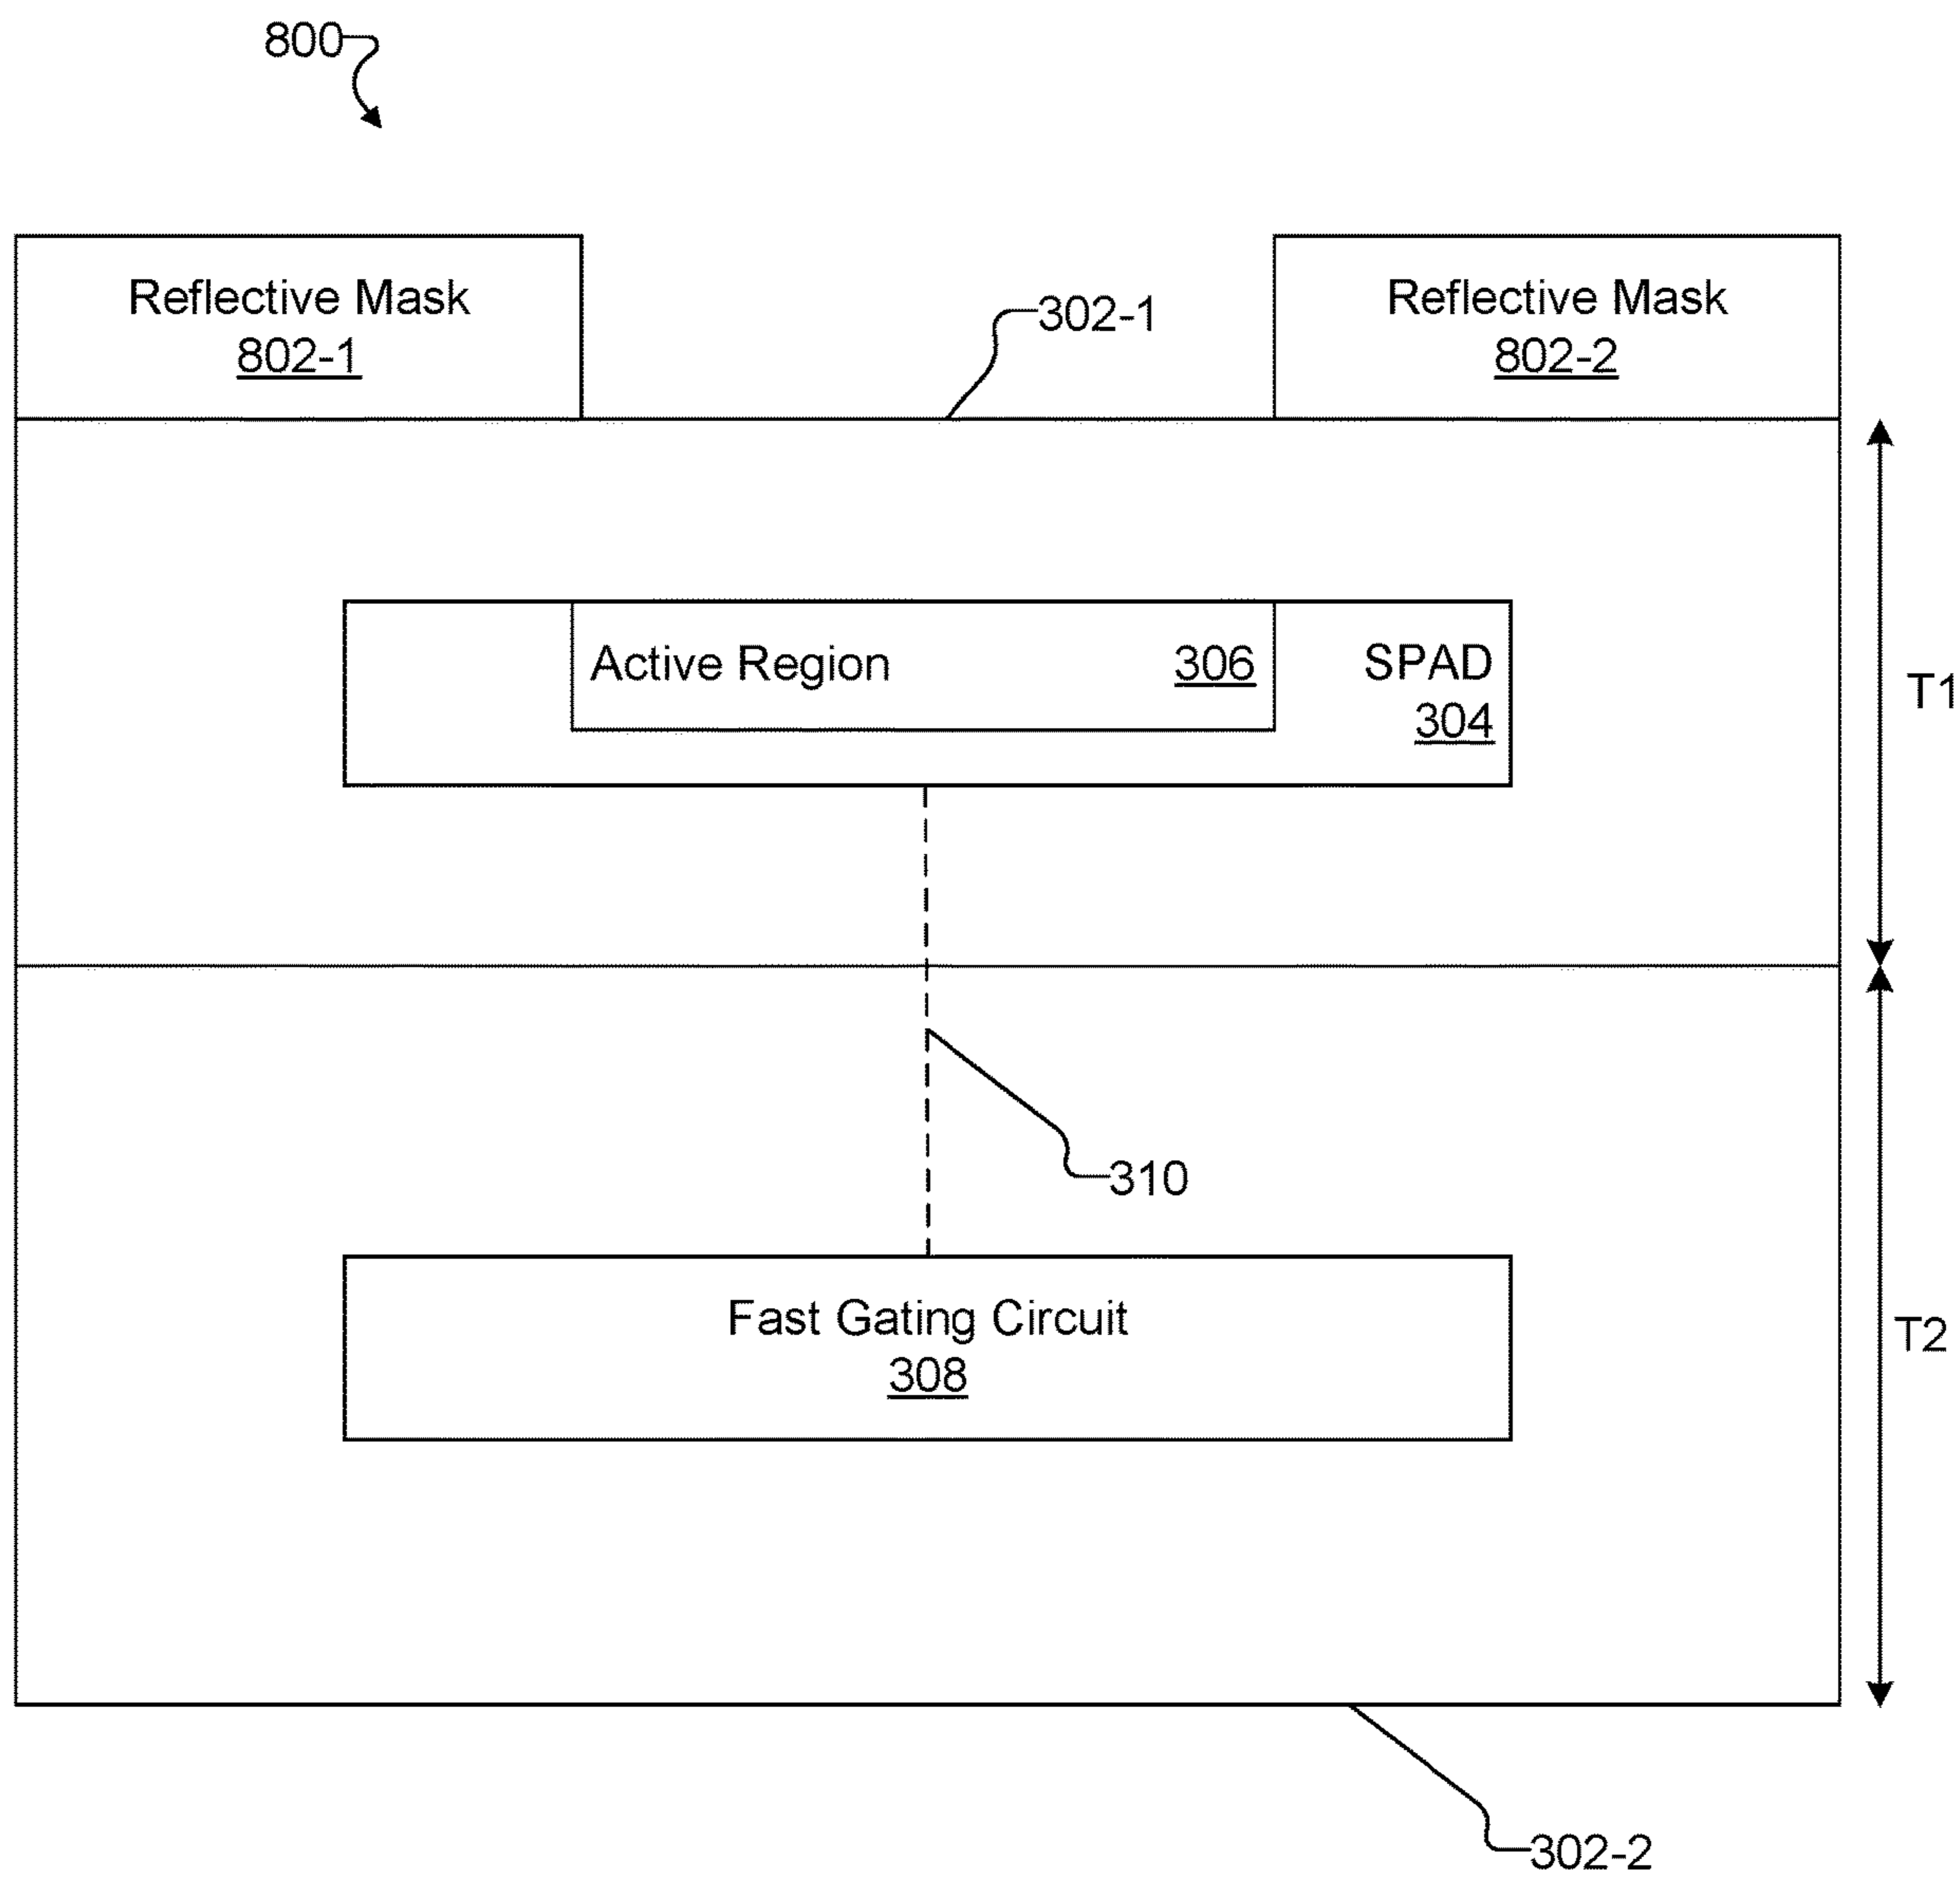 800
Reflective Mask
802-1
302-1
Reflective Mask
802-2
Active Region
306
SPAD
304
T1
310
Fast Gating Circuit
308
T2
302-2